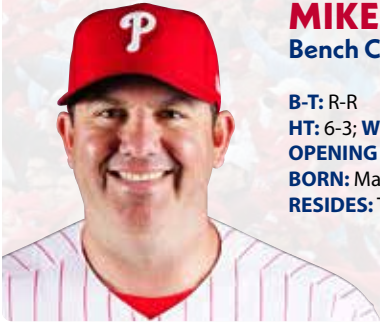 P
MIKE
Bench C
B-T: R-R
HT: 6-3; W
OPENING
BORN: Ma
RESIDES: T